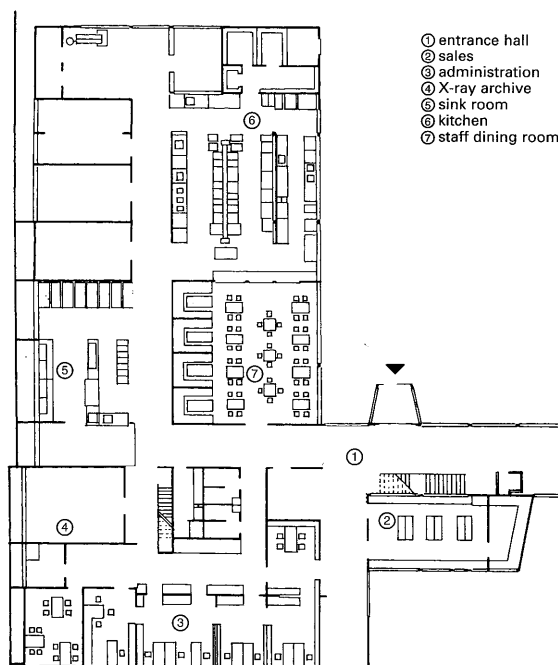 ① entrance hall
② sales
③ administration
④ X-ray archive
⑤ sink room
⑥ kitchen
⑦ staff dining room
⑥
⑤
⑦
①
②
④
③